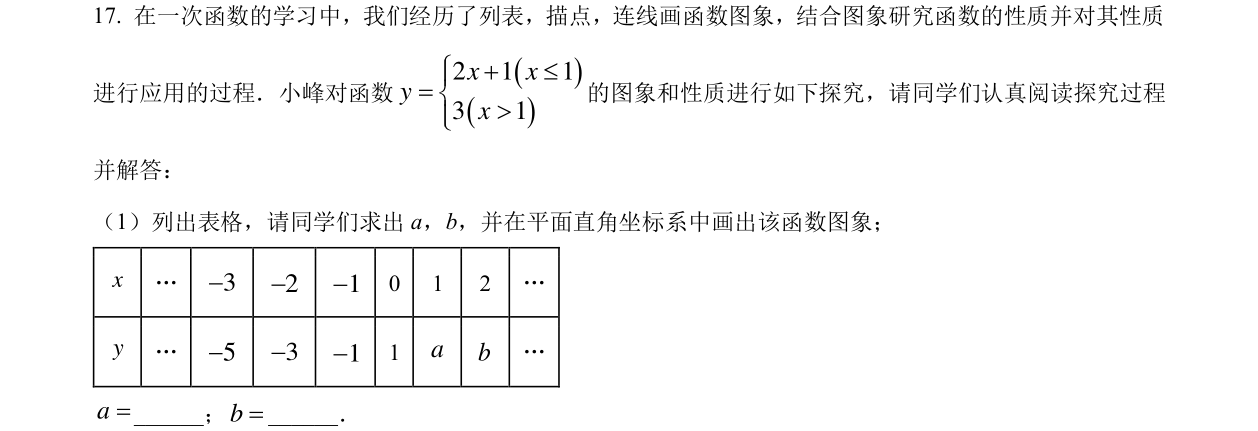 17. 在一次函数的学习中，我们经历了列表，描点，连线画函数图象，结合图象研究函数的性质并对其性质
进行应用的过程．小峰对函数 y = { 2x+1(x≤1) 3(x>1) 的图象和性质进行如下探究，请同学们认真阅读探究过程
并解答：
（1）列出表格，请同学们求出 a，b，并在平面直角坐标系中画出该函数图象；
x … −3 −2 −1 0 1 2 …
y … −5 −3 −1 1 a b …
a =______；b =______．